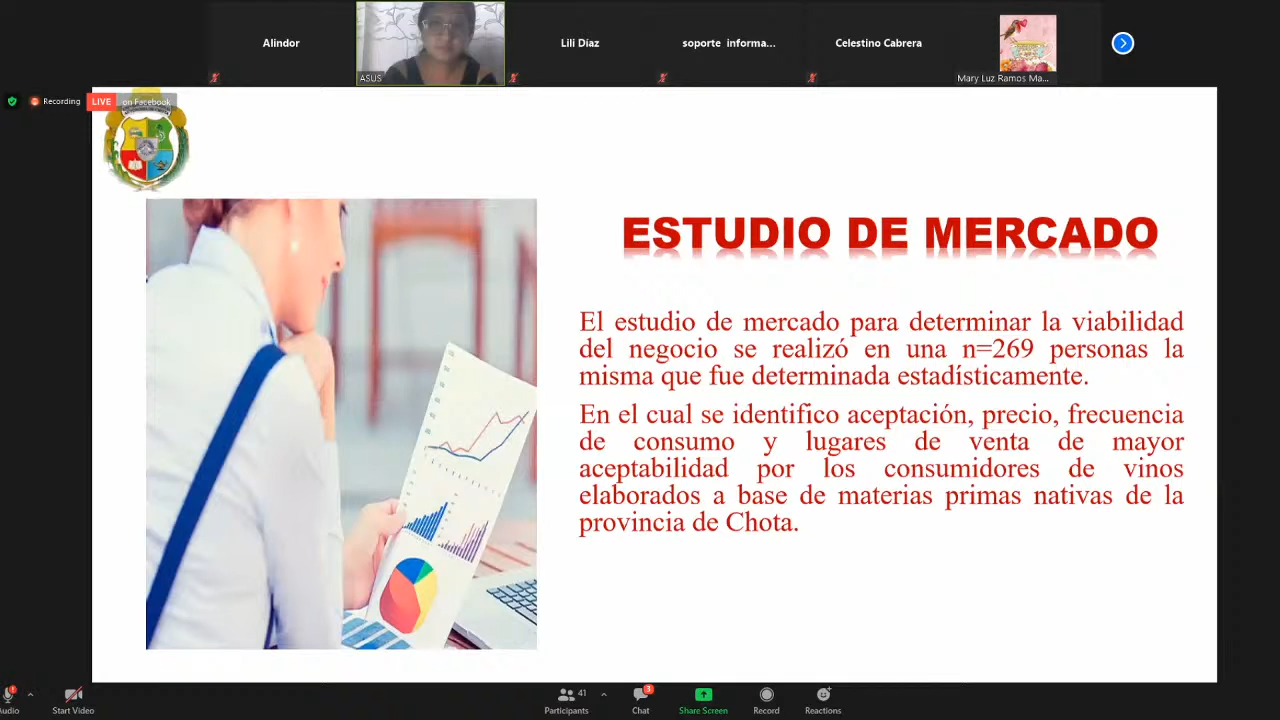 Alindor
ASUS
Lili Díaz
soporte informa...
Celestino Cabrera
Mary Luz Ramos Ma...
Recording
LIVE on Facebook
ESTUDIO DE MERCADO
El estudio de mercado para determinar la viabilidad
del negocio se realizó en una n=269 personas la
misma que fue determinada estadísticamente.
En el cual se identifico aceptación, precio, frecuencia
de consumo y lugares de venta de mayor
aceptabilidad por los consumidores de vinos
elaborados a base de materias primas nativas de la
provincia de Chota.
Audio
Start Video
41
Participants
3
Chat
Share Screen
Record
Reactions